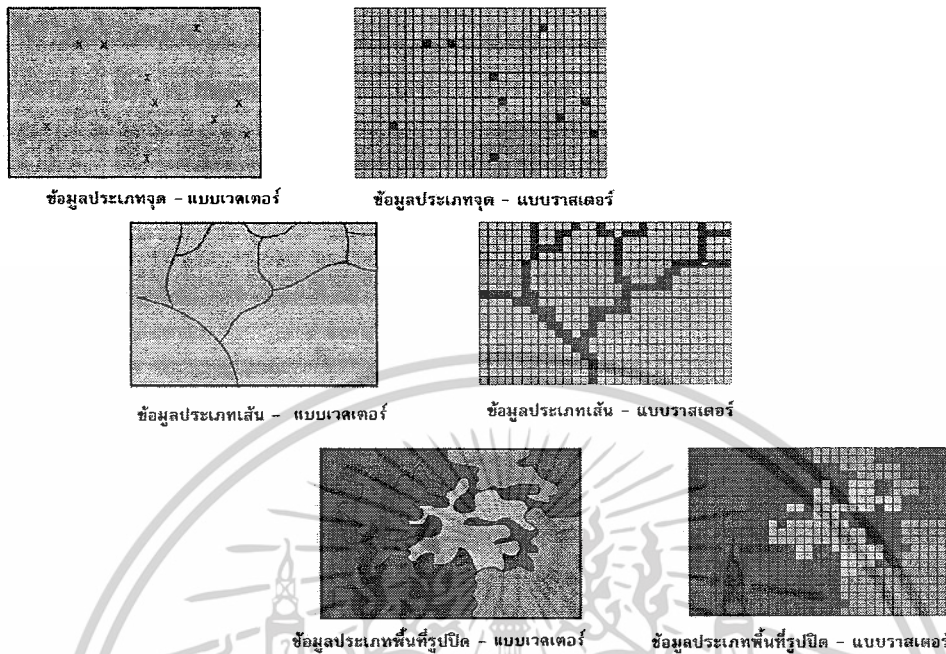 ข้อมูลประเภทจุด - แบบเวคเตอร์
ข้อมูลประเภทจุด - แบบราสเตอร์
ข้อมูลประเภทเส้น - แบบเวคเตอร์
ข้อมูลประเภทเส้น - แบบราสเตอร์
ข้อมูลประเภทพื้นที่รูปปิด - แบบเวคเตอร์
ข้อมูลประเภทพื้นที่รูปปิด - แบบราสเตอร์